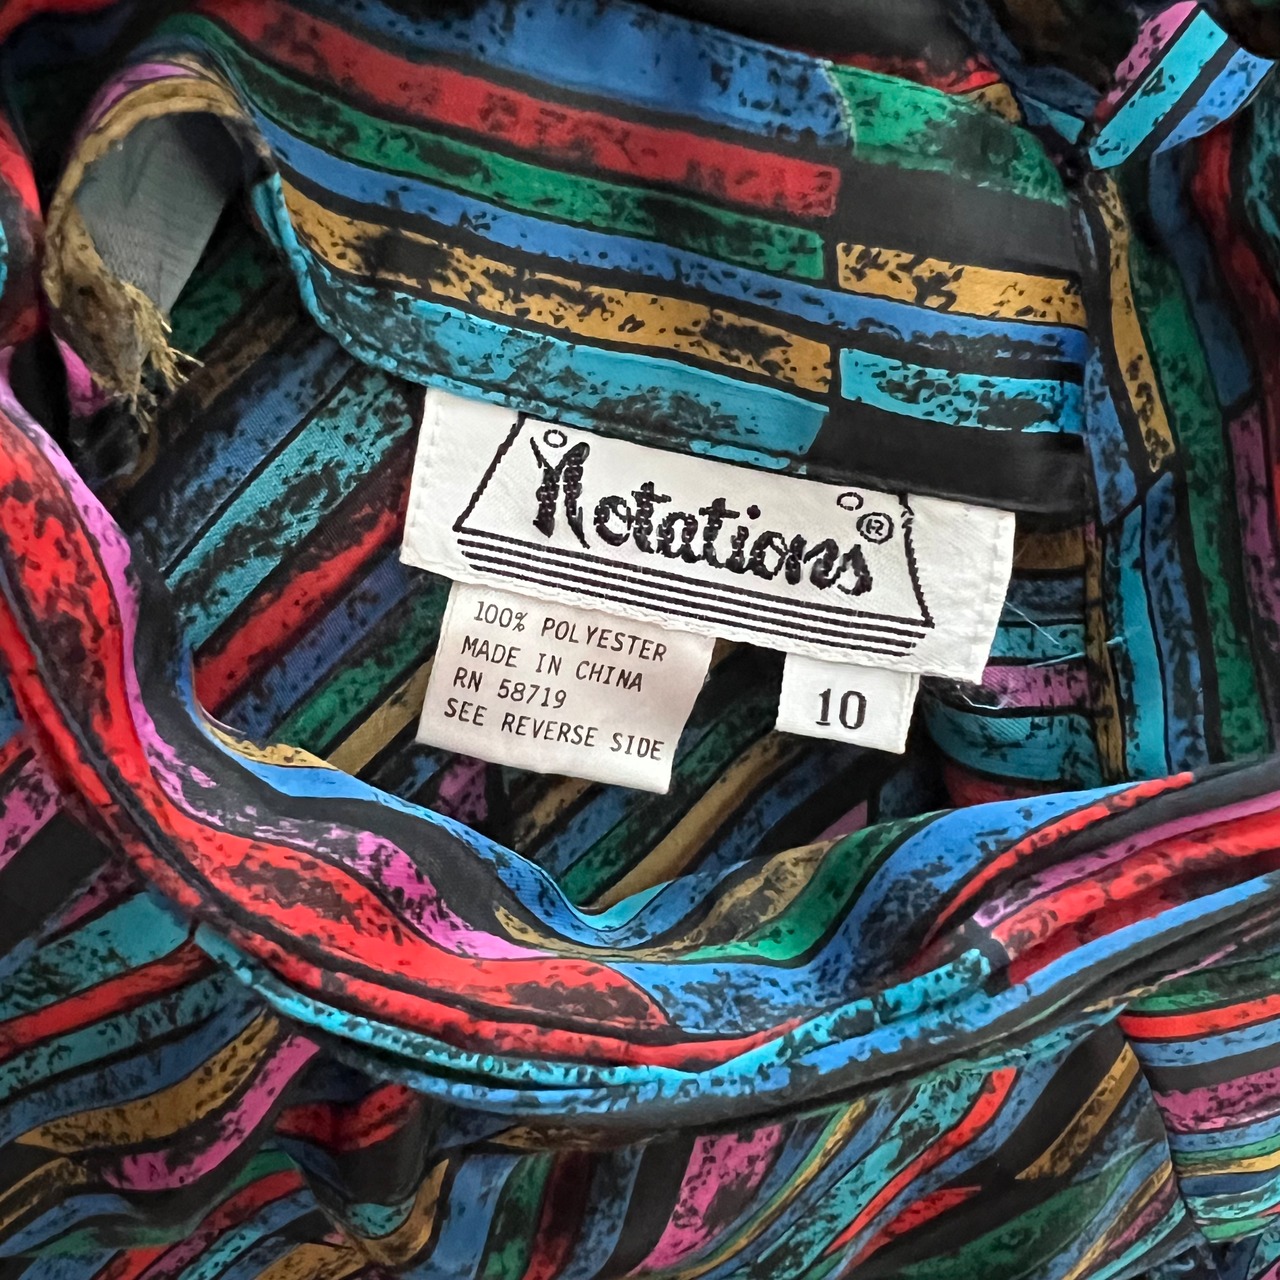 Notations®
100% POLYESTER
MADE IN CHINA
RN 58719
SEE REVERSE SIDE
10